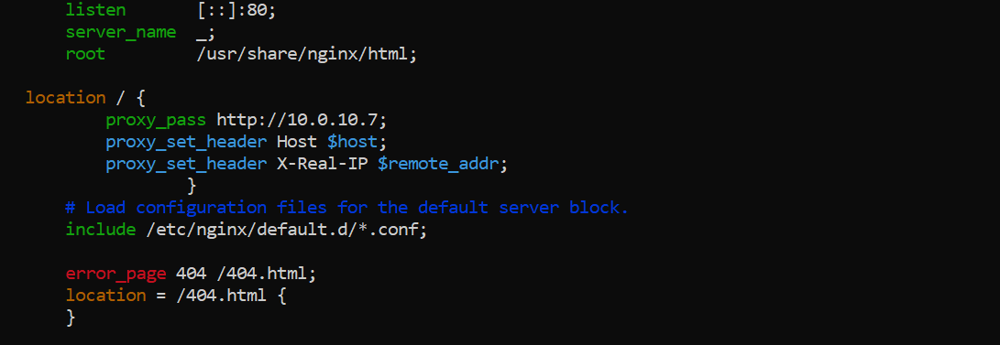 listen       [::]:80;
server_name  _;
root         /usr/share/nginx/html;
location / {
proxy_pass http://10.0.10.7;
proxy_set_header Host $host;
proxy_set_header X-Real-IP $remote_addr;
}
# Load configuration files for the default server block.
include /etc/nginx/default.d/*.conf;
error_page 404 /404.html;
location = /404.html {
}